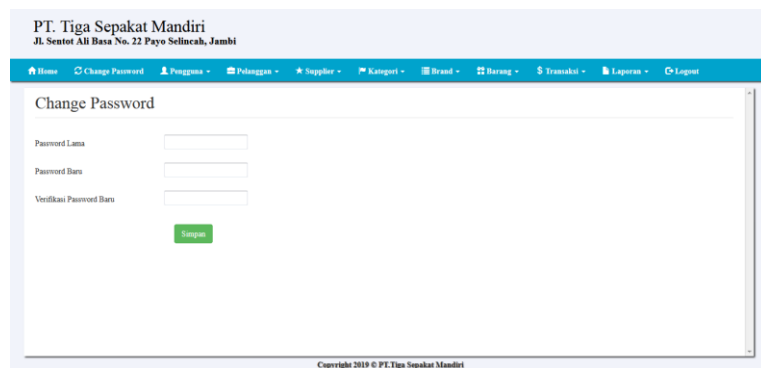 PT. Tiga Sepakat Mandiri
Jl. Sentot Ali Basa No. 22 Payo Selincah, Jambi
Home Change Password Pengguna Pelanggan Supplier Kategori Brand Barang $ Transaksi Laporan Logout
Change Password
Password Lama
Password Baru
Verifikasi Password Baru
Simpan
Copyright 2019 © PT.Tiga Sepakat Mandiri